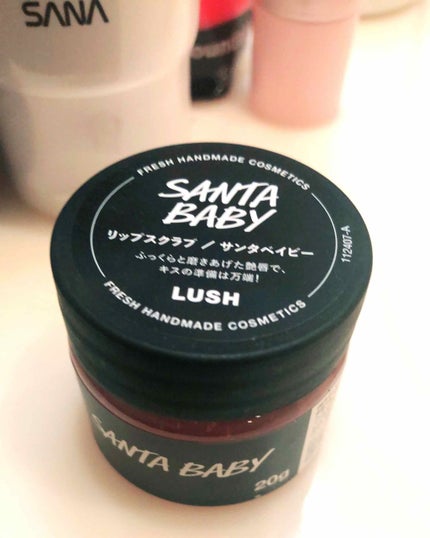 SANA
FRESH HANDMADE COSMETICS
SANTA
BABY
リップスクラブ / サンタベイビー
ふっくらと磨きあげた艶唇で、
キスの準備は万端!
LUSH
FRESH HANDMADE COSMETICS
112407-A
SANTA BABY
20g